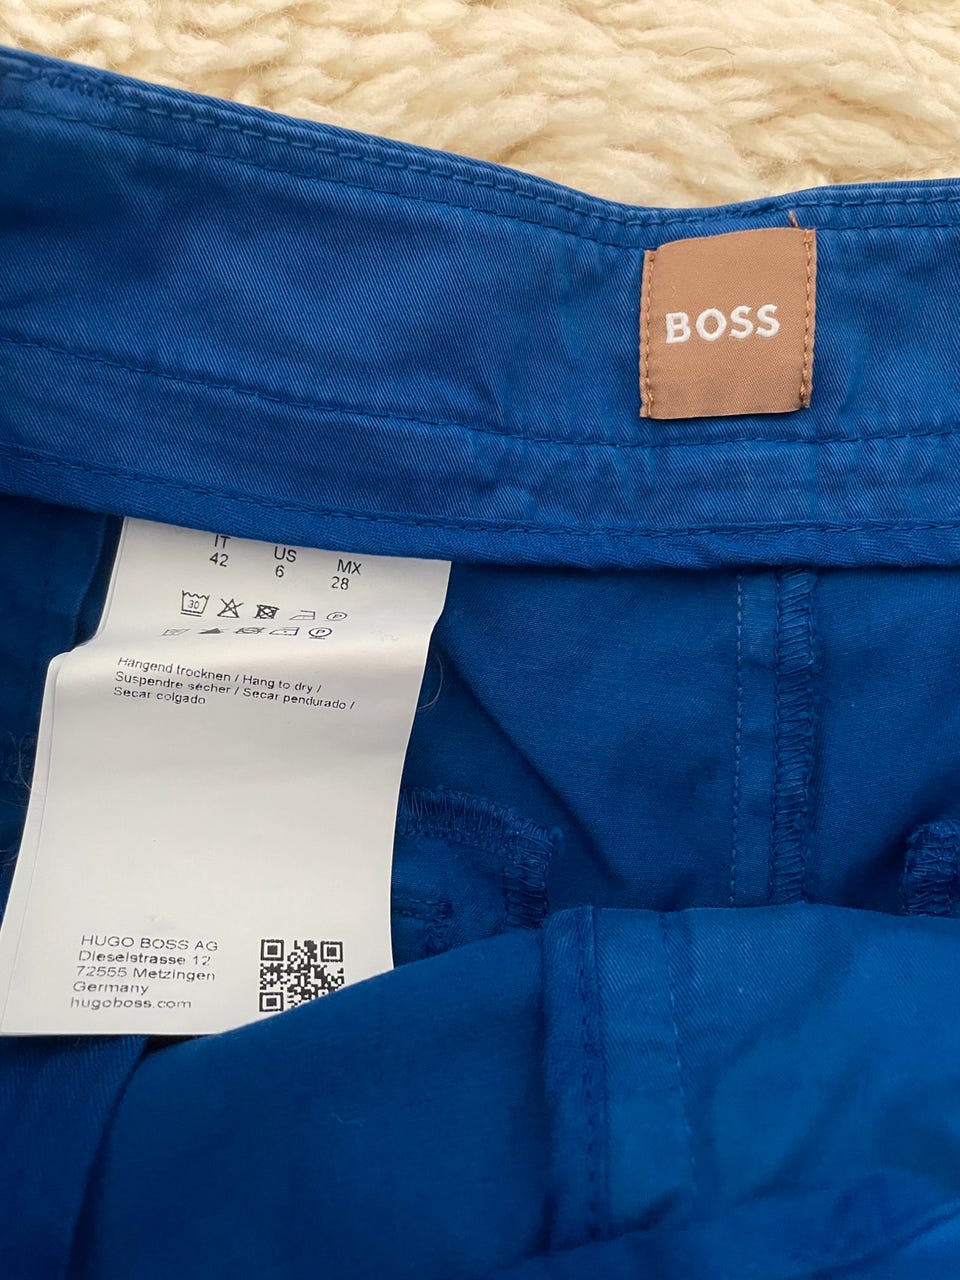 BOSS
IT US MX
42 6 28
30
P
P
Hängend trocknen / Hang to dry /
Suspendre sécher / Secar pendurado /
Secar colgado
HUGO BOSS AG
Dieselstrasse 12
72555 Metzingen
Germany
hugoboss.com